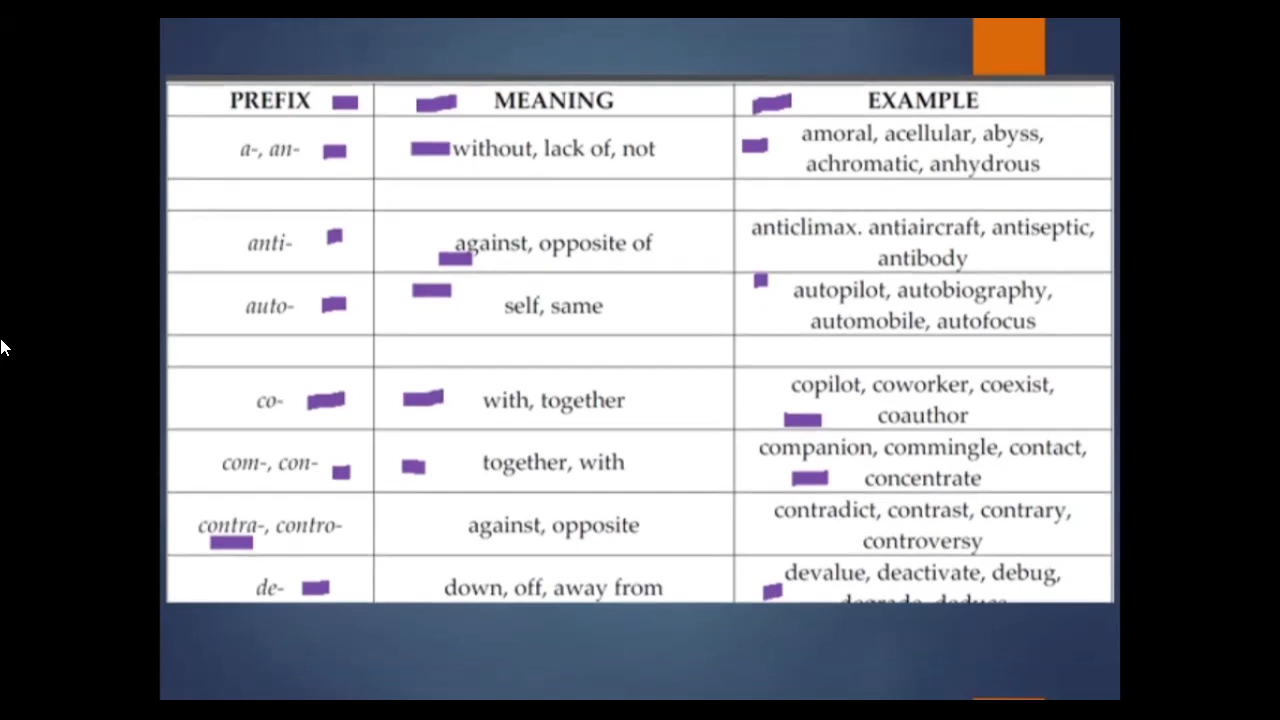 PREFIX MEANING EXAMPLE
a-, an- without, lack of, not amoral, acellular, abyss,
achromatic, anhydrous
anti- against, opposite of anticlimax. antiaircraft, antiseptic,
antibody
auto- self, same autopilot, autobiography,
automobile, autofocus
co- with, together copilot, coworker, coexist,
coauthor
com-, con- together, with companion, commingle, contact,
concentrate
contra-, contro- against, opposite contradict, contrast, contrary,
controversy
de- down, off, away from devalue, deactivate, debug,